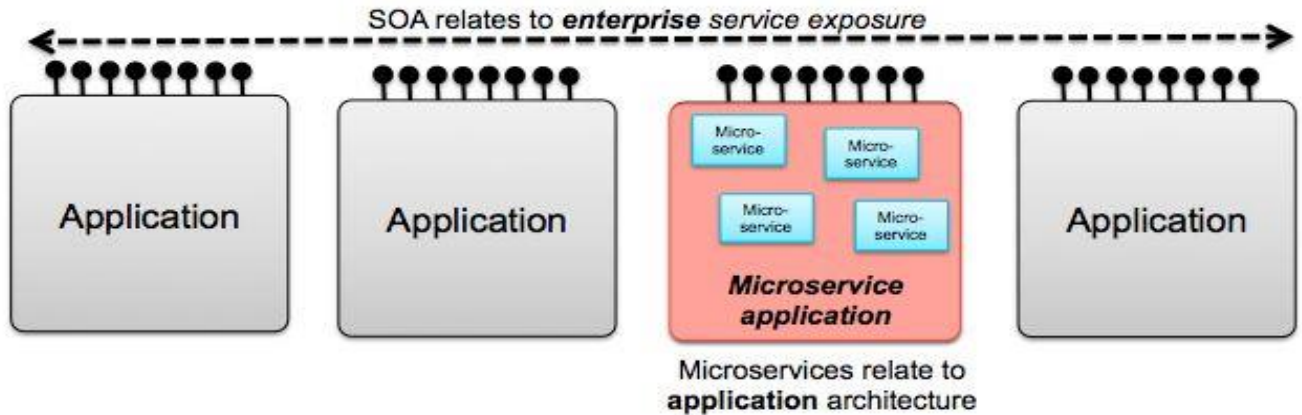 SOA relates to enterprise service exposure
Application
Application
Micro-
service
Micro-
service
Micro-
service
Micro-
service
Microservice
application
Application
Microservices relate to
application architecture